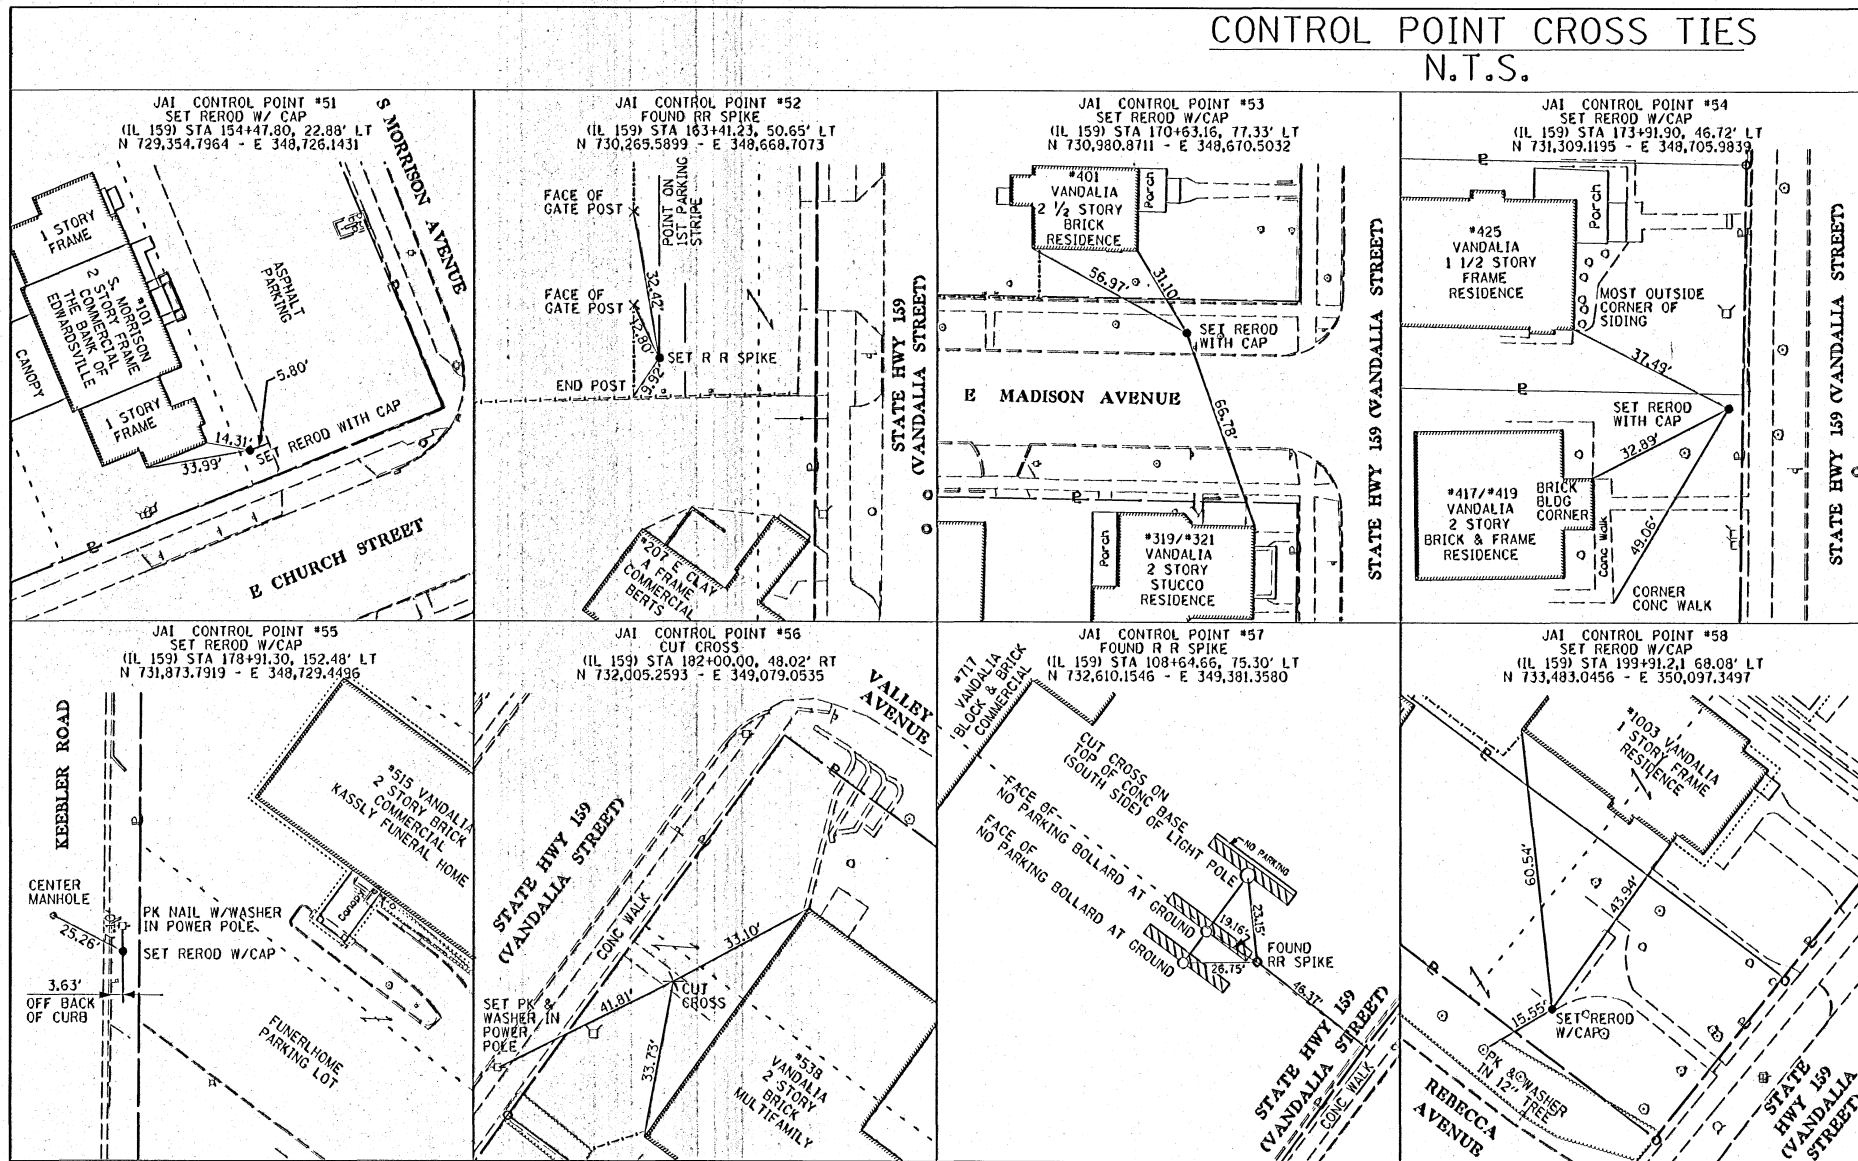 CONTROL POINT CROSS TIES
N.T.S.
JAI CONTROL POINT #51
SET REROD W/ CAP
(IL 159) STA 154+47.80, 22.88' LT
N 729,354.7964 - E 348,726.1431
S MORRISON AVENUE
1 STORY
FRAME
#101
S. MORRISON
2 STORY FRAME
COMMERCIAL
THE BANK OF
EDWARDSVILLE
CANOPY
1 STORY
FRAME
ASPHALT
PARKING
5.80'
14.31'
33.99'
SET REROD WITH CAP
E CHURCH STREET
JAI CONTROL POINT #52
FOUND RR SPIKE
(IL 159) STA 163+41.23, 50.65' LT
N 730,265.5899 - E 348,668.7073
FACE OF
GATE POST
POINT ON
1ST PARKING
STRIPE
32.42'
FACE OF
GATE POST
12.80'
SET R R SPIKE
END POST
9.92'
STATE HWY 159
(VANDALIA STREET)
#207 E CLAY
A FRAME
COMMERCIAL
BERTS
JAI CONTROL POINT #53
SET REROD W/CAP
(IL 159) STA 170+63.16, 77.33' LT
N 730,980.8711 - E 348,670.5032
#401
VANDALIA
2 1/2 STORY
BRICK
RESIDENCE
Porch
56.97'
31.10'
SET REROD
WITH CAP
E MADISON AVENUE
66.78'
STATE HWY 159 (VANDALIA STREET)
Porch
#319/#321
VANDALIA
2 STORY
STUCCO
RESIDENCE
JAI CONTROL POINT #54
SET REROD W/CAP
(IL 159) STA 173+91.90, 46.72' LT
N 731,309.1195 - E 348,705.9839
Porch
#425
VANDALIA
1 1/2 STORY
FRAME
RESIDENCE
MOST OUTSIDE
CORNER OF
SIDING
37.49'
SET REROD
WITH CAP
32.89'
#417/#419
VANDALIA
2 STORY
BRICK & FRAME
RESIDENCE
BRICK
BLDG
CORNER
Conc Walk
49.06'
CORNER
CONC WALK
STATE HWY 159 (VANDALIA STREET)
JAI CONTROL POINT #55
SET REROD W/CAP
(IL 159) STA 178+91.30, 152.48' LT
N 731,873.7919 - E 348,729.4496
KEEBLER ROAD
#515 VANDALIA
2 STORY BRICK
COMMERCIAL
KASSLY FUNERAL HOME
Canopy
CENTER
MANHOLE
25.26'
PK NAIL W/WASHER
IN POWER POLE
SET REROD W/CAP
3.63'
OFF BACK
OF CURB
FUNERLHOME
PARKING LOT
JAI CONTROL POINT #56
CUT CROSS
(IL 159) STA 182+00.00, 48.02' RT
N 732,005.2593 - E 349,079.0535
VALLEY
AVENUE
STATE HWY 159
(VANDALIA STREET)
CONC WALK
33.10'
CUT
CROSS
41.81'
SET PK &
WASHER IN
POWER
POLE
33.73'
#538
VANDALIA
2 STORY
BRICK
MULTIFAMILY
JAI CONTROL POINT #57
FOUND R R SPIKE
(IL 159) STA 108+64.66, 75.30' LT
N 732,610.1546 - E 349,381.3580
#717
VANDALIA
BLOCK & BRICK
COMMERCIAL
CUT CROSS ON
TOP OF CONC BASE
(SOUTH SIDE) OF LIGHT POLE
FACE OF
NO PARKING BOLLARD AT GROUND
FACE OF
NO PARKING BOLLARD AT GROUND
NO PARKING
19.16'
23.15'
26.75'
FOUND
RR SPIKE
46.37'
STATE HWY 159
(VANDALIA STREET)
CONC WALK
JAI CONTROL POINT #58
SET REROD W/CAP
(IL 159) STA 199+91.2,1 68.08' LT
N 733,483.0456 - E 350,097.3497
#1003 VANDALIA
1 STORY FRAME
RESIDENCE
60.54'
43.94'
15.55'
SET REROD
W/CAP
PK & WASHER
IN 12" TREE
REBECCA
AVENUE
STATE
HWY 159
(VANDALIA
STREET)